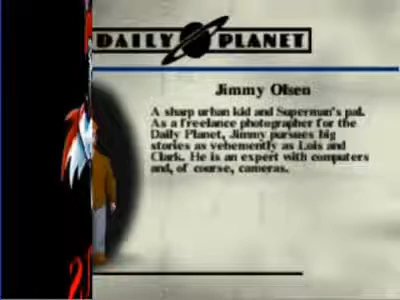 DAILY PLANET
Jimmy Olsen
A sharp urban kid and Superman's pal.
As a freelance photographer for the
Daily Planet, Jimmy pursues big
stories as vehemently as Lois and
Clark. He is an expert with computers
and, of course, cameras.